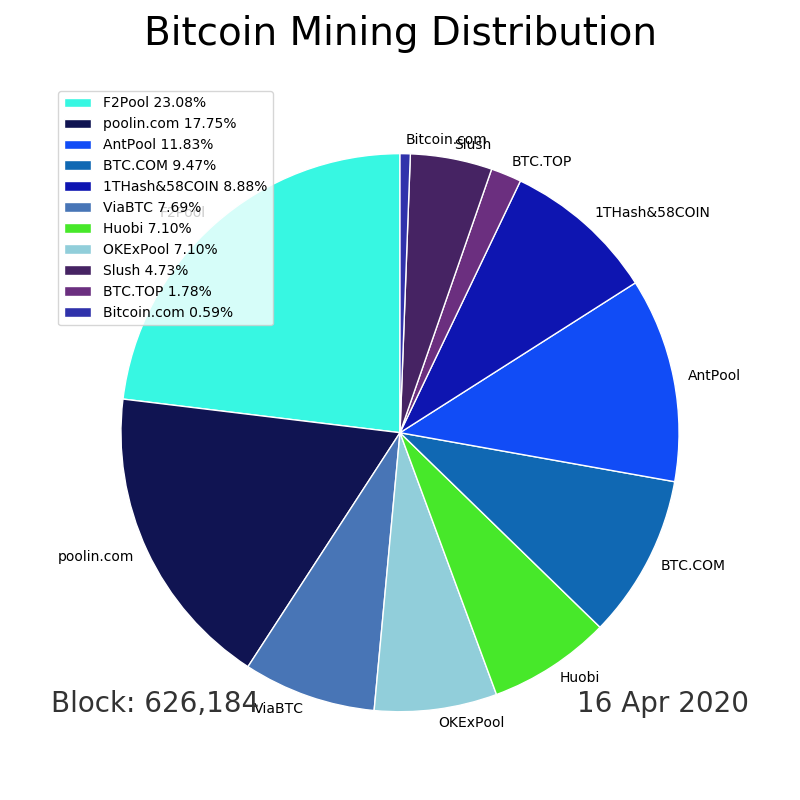 Bitcoin Mining Distribution
F2Pool 23.08%
poolin.com 17.75%
AntPool 11.83%
BTC.COM 9.47%
1THash&58COIN 8.88%
ViaBTC 7.69%
Huobi 7.10%
OKExPool 7.10%
Slush 4.73%
BTC.TOP 1.78%
Bitcoin.com 0.59%
F2Pool
Bitcoin.com
Slush
BTC.TOP
1THash&58COIN
AntPool
BTC.COM
Huobi
OKExPool
ViaBTC
poolin.com
Block: 626,184
16 Apr 2020